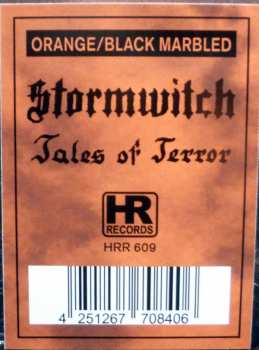 ORANGE/BLACK MARBLED
Stormwitch
Tales of Terror
HR
RECORDS
HRR 609
4 251267 708406